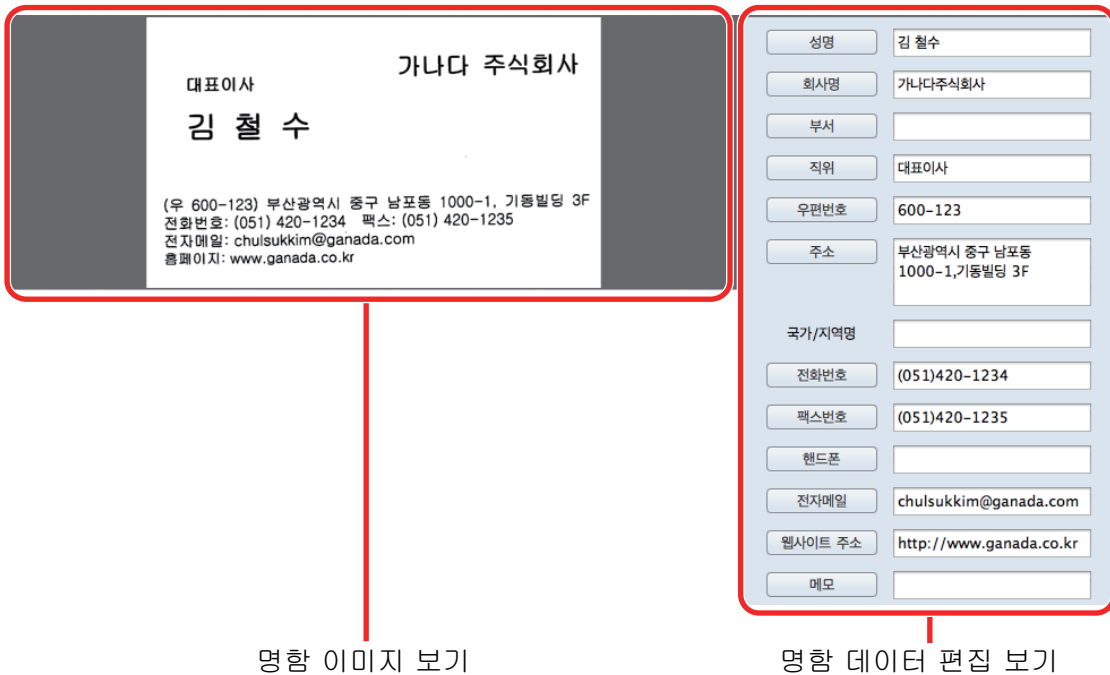 가나다 주식회사
대표이사
김 철 수
(우 600-123) 부산광역시 중구 남포동 1000-1, 기동빌딩 3F
전화번호: (051) 420-1234 팩스: (051) 420-1235
전자메일: chulsukkim@ganada.com
홈페이지: www.ganada.co.kr
성명 김 철수
회사명 가나다주식회사
부서
직위 대표이사
우편번호 600-123
주소 부산광역시 중구 남포동
1000-1,기동빌딩 3F
국가/지역명
전화번호 (051)420-1234
팩스번호 (051)420-1235
핸드폰
전자메일 chulsukkim@ganada.com
웹사이트 주소 http://www.ganada.co.kr
메모
명함 이미지 보기
명함 데이터 편집 보기